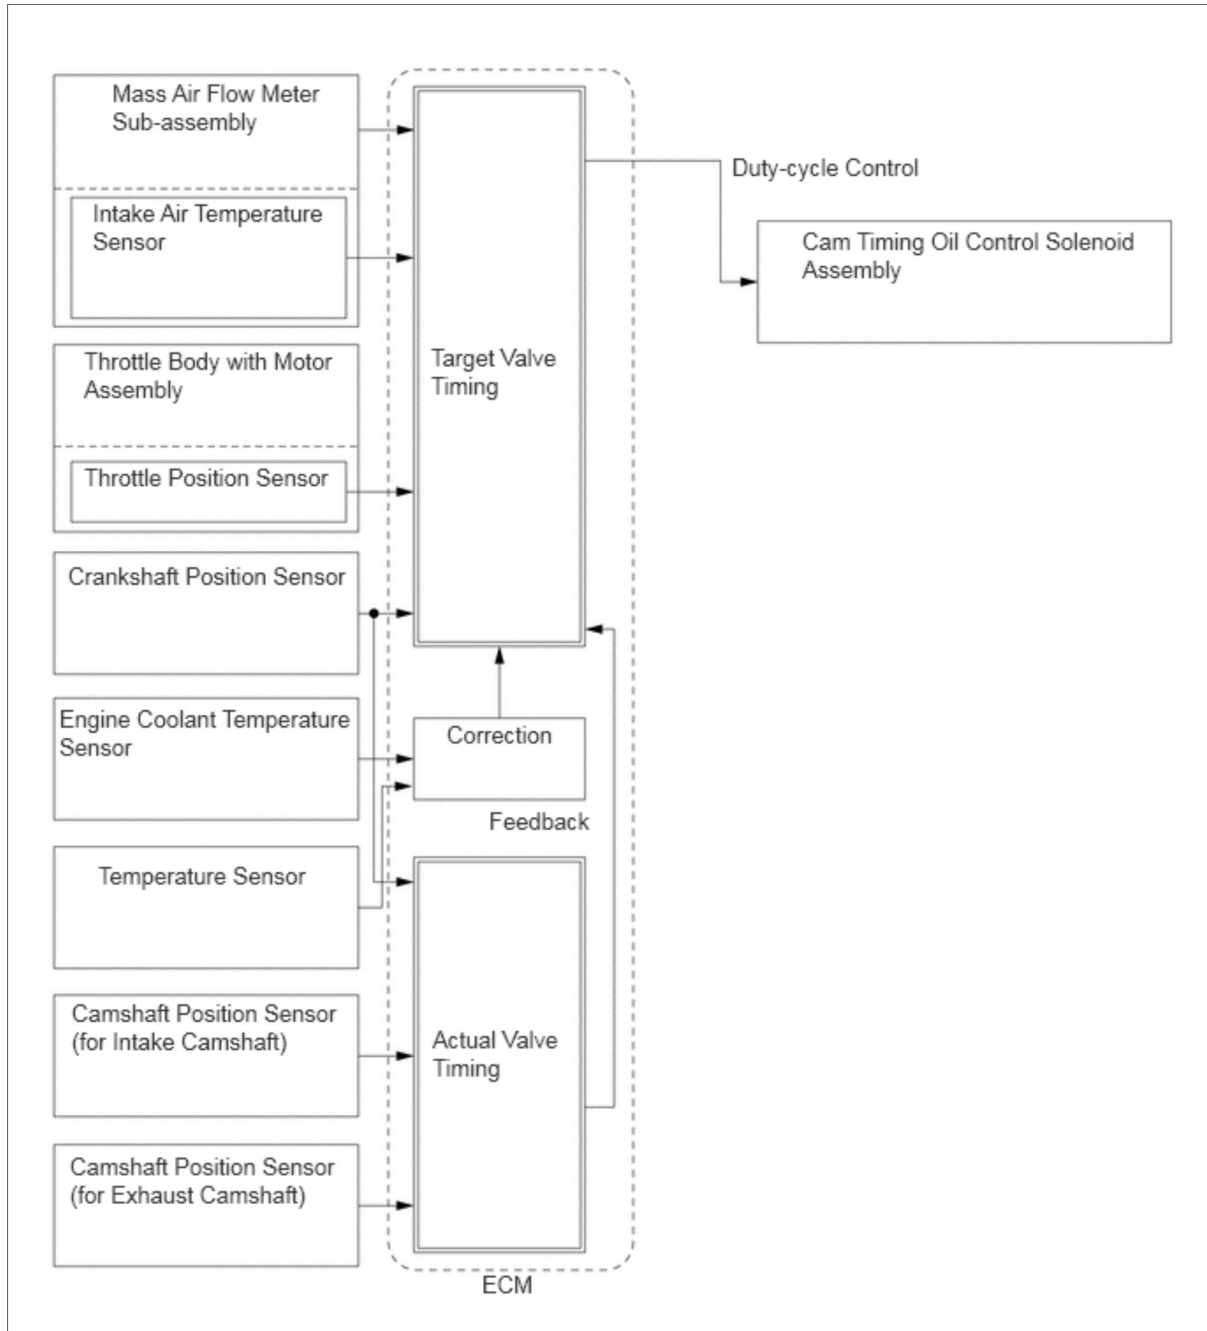 Mass Air Flow Meter
Sub-assembly
Intake Air Temperature
Sensor
Throttle Body with Motor
Assembly
Throttle Position Sensor
Crankshaft Position Sensor
Engine Coolant Temperature
Sensor
Temperature Sensor
Camshaft Position Sensor
(for Intake Camshaft)
Camshaft Position Sensor
(for Exhaust Camshaft)
Target Valve
Timing
Correction
Feedback
Actual Valve
Timing
ECM
Duty-cycle Control
Cam Timing Oil Control Solenoid
Assembly